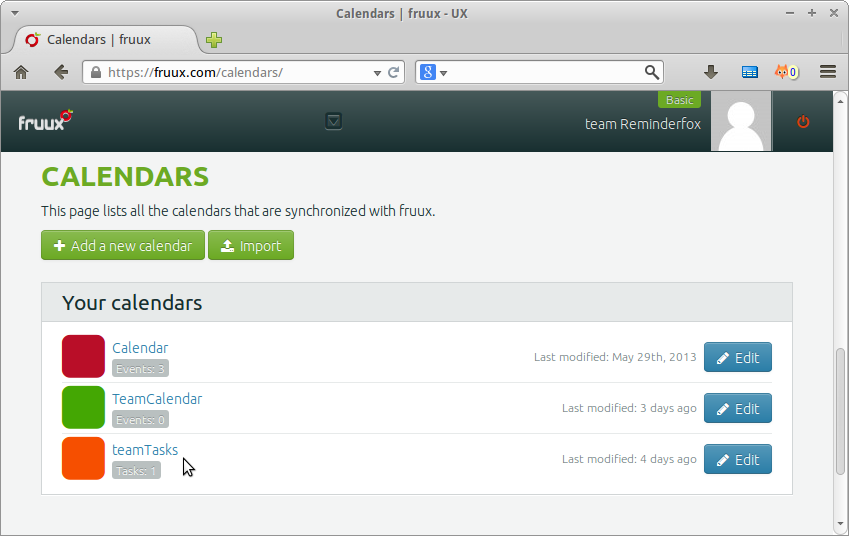 Calendars | fruux - UX
Calendars | fruux
https://fruux.com/calendars/
8
0
fruux
Basic
team Reminderfox
CALENDARS
This page lists all the calendars that are synchronized with fruux.
Add a new calendar
Import
Your calendars
Calendar
Events: 3
Last modified: May 29th, 2013
Edit
TeamCalendar
Events: 0
Last modified: 3 days ago
Edit
teamTasks
Tasks: 1
Last modified: 4 days ago
Edit